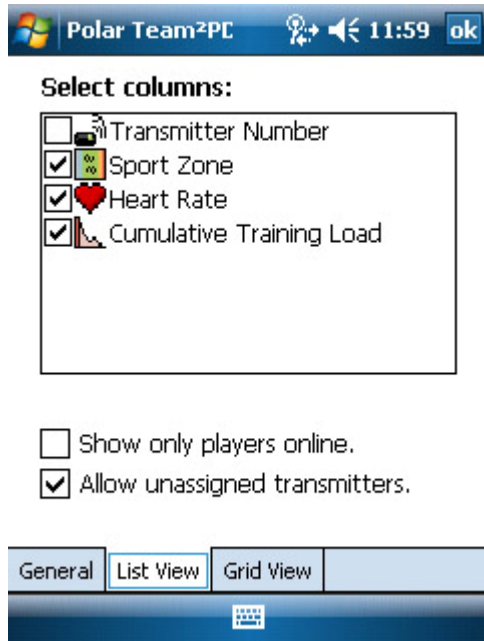 Polar Team²PC 11:59 ok
Select columns:
Transmitter Number
Sport Zone
Heart Rate
Cumulative Training Load
Show only players online.
Allow unassigned transmitters.
General List View Grid View